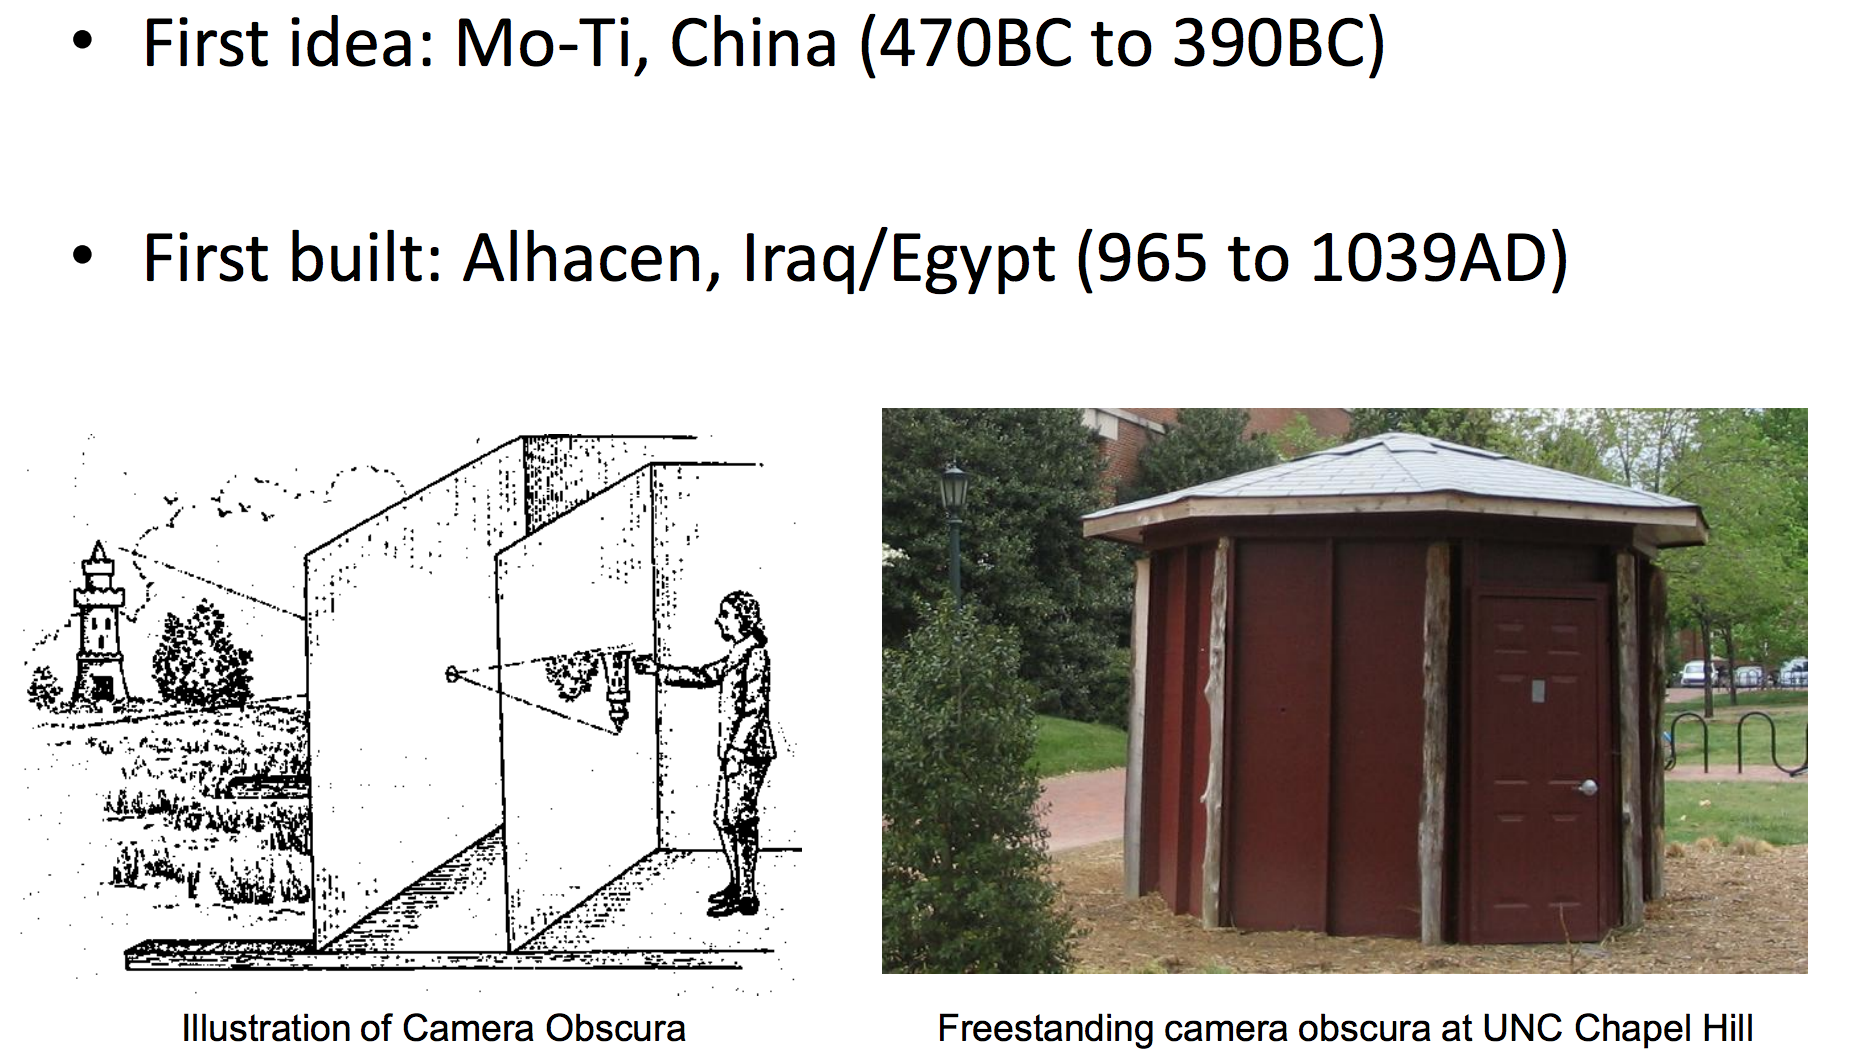 • First idea: Mo-Ti, China (470BC to 390BC)
• First built: Alhacen, Iraq/Egypt (965 to 1039AD)
Illustration of Camera Obscura
Freestanding camera obscura at UNC Chapel Hill